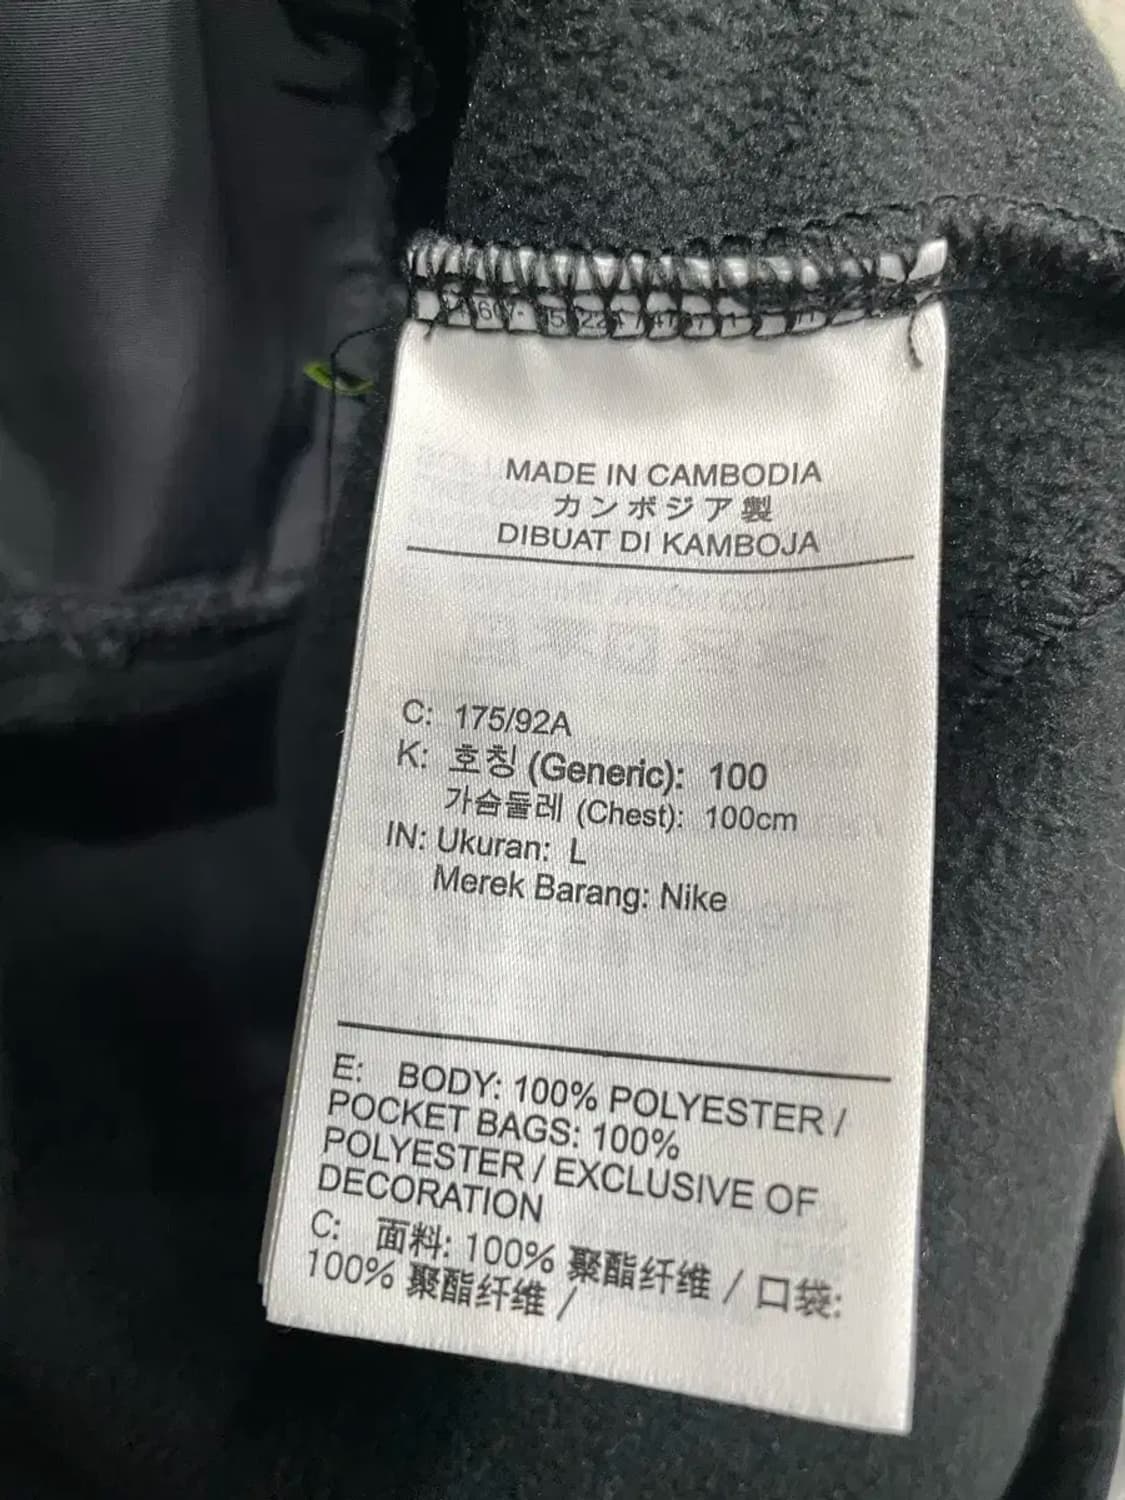 MADE IN CAMBODIA
カンボジア製
DIBUAT DI KAMBOJA
C: 175/92A
K: 호칭 (Generic): 100
가슴둘레 (Chest): 100cm
IN: Ukuran: L
Merek Barang: Nike
E: BODY: 100% POLYESTER /
POCKET BAGS: 100%
POLYESTER / EXCLUSIVE OF
DECORATION
C: 面料: 100% 聚酯纤维 / 口袋:
100% 聚酯纤维 /